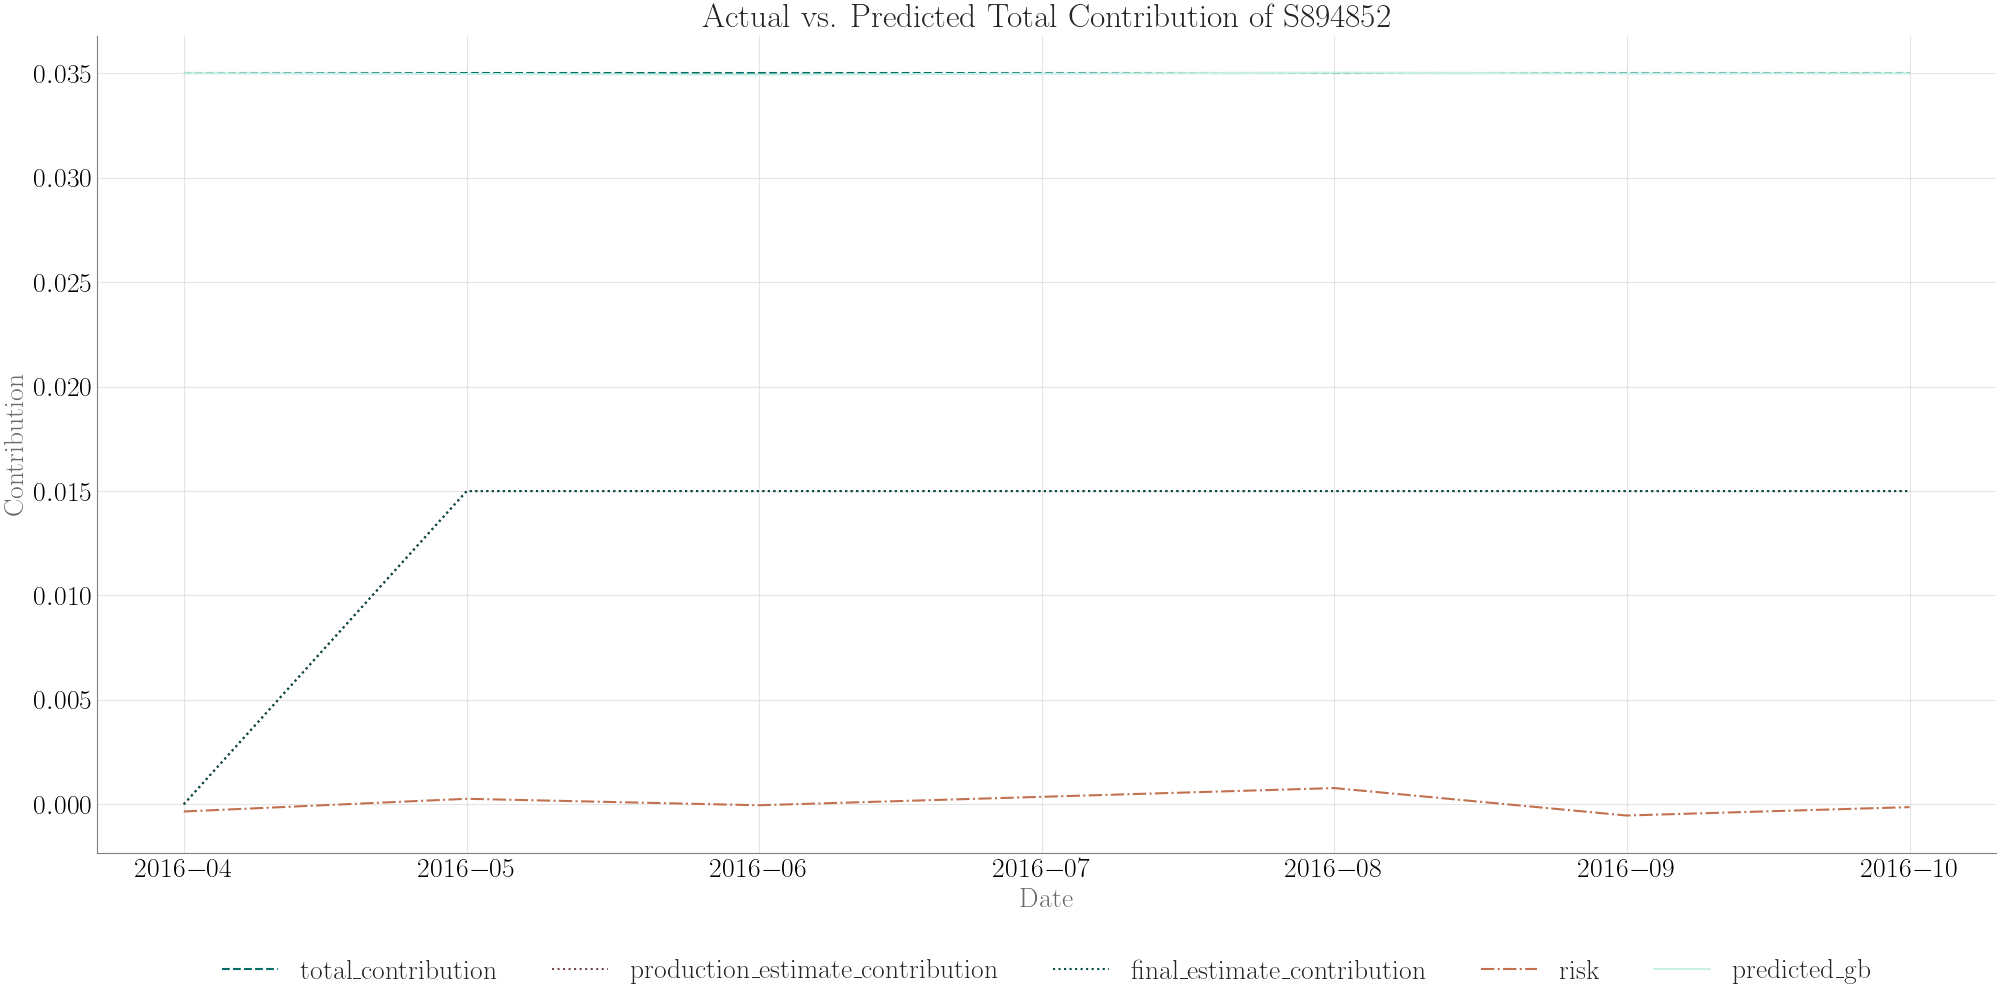 Actual vs. Predicted Total Contribution of S894852
0.035
0.030
0.025
0.020
0.015
0.010
0.005
0.000
Contribution
2016−04 2016−05 2016−06 2016−07 2016−08 2016−09 2016−10
Date
total_contribution production_estimate_contribution final_estimate_contribution risk predicted_gb